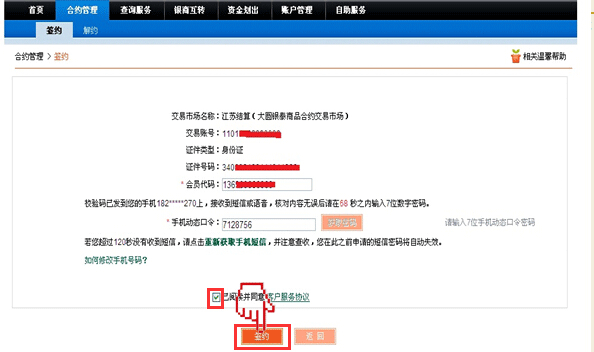 首页 合约管理 查询服务 银商互转 资金划出 账户管理 自助服务
签约 解约
合约管理 > 签约
相关温馨帮助
交易市场名称：江苏结算（大圆银泰商品合约交易市场）
交易账号：1101
证件类型：身份证
证件号码：340
* 会员代码：136
校验码已发到您的手机182*****270上，接收到短信或语音，核对内容无误后请在68 秒之内输入7位数字密码。
* 手机动态口令：7128756 请输入7位手机动态口令密码
若您超过120秒没有收到短信，请点击重新获取手机短信，并注意查收，您在此之前申请的短信密码将自动失效。
如何修改手机号码？
已阅读并同意 客户服务协议
签约 返 回